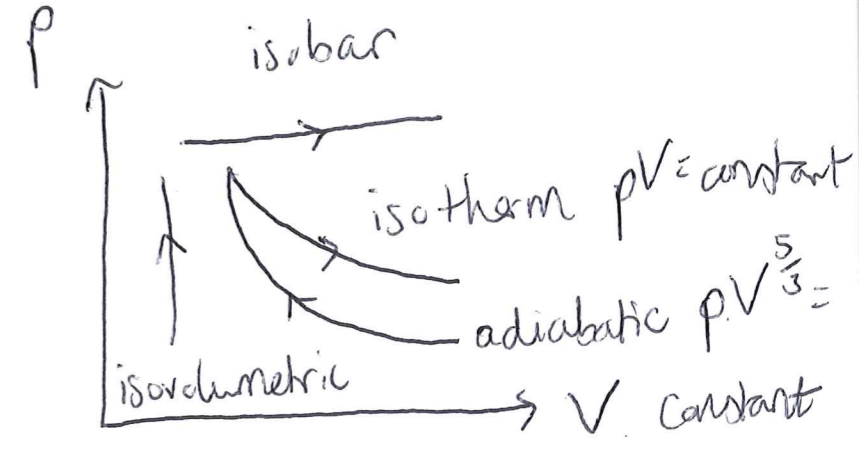 p
isobar
isotherm pV = constant
adiabatic pV^5/3 =
isovolumetric
V constant